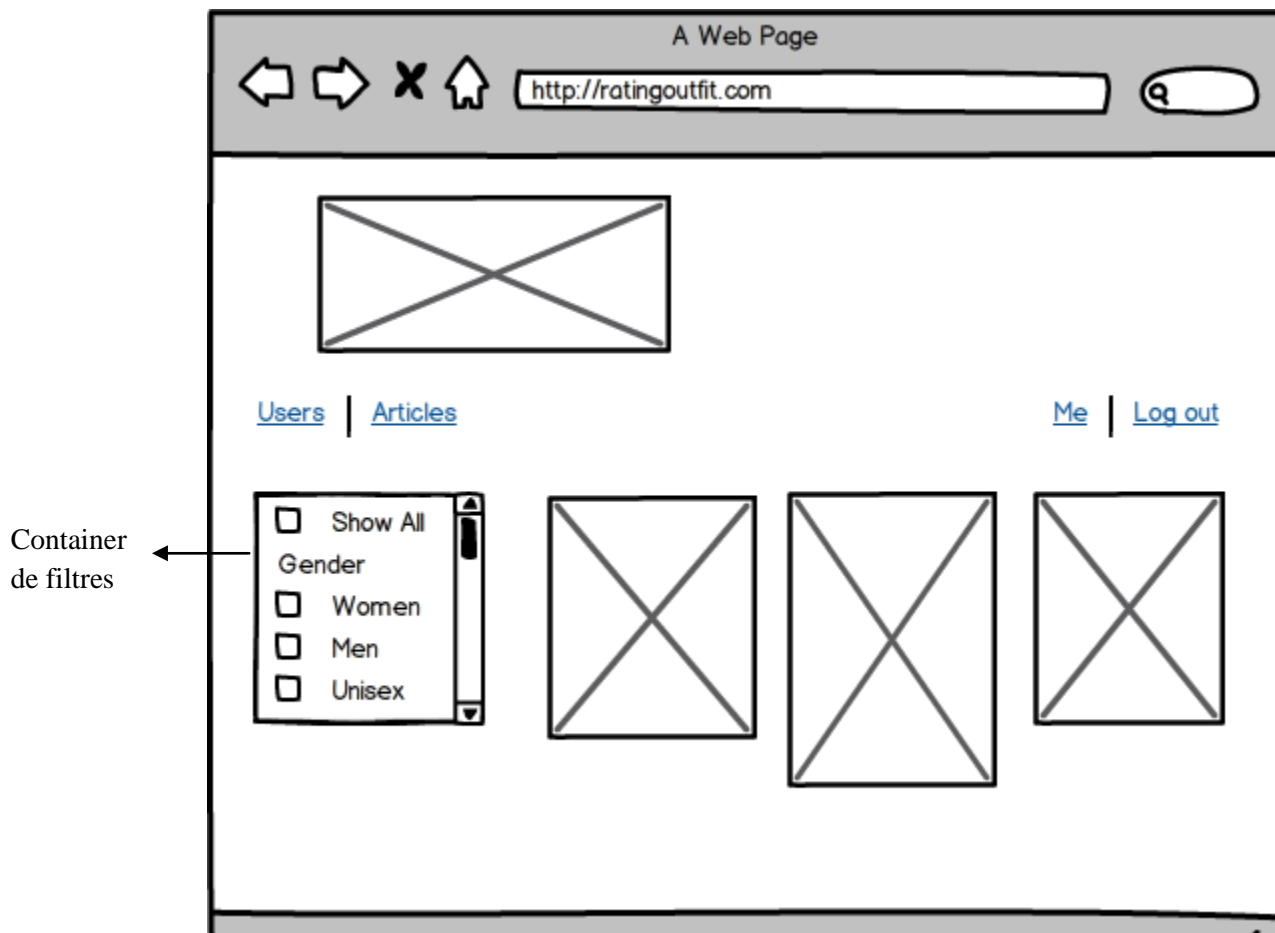 A Web Page
http://ratingoutfit.com
Users | Articles
Me | Log out
Container
de filtres
Show All
Gender
Women
Men
Unisex